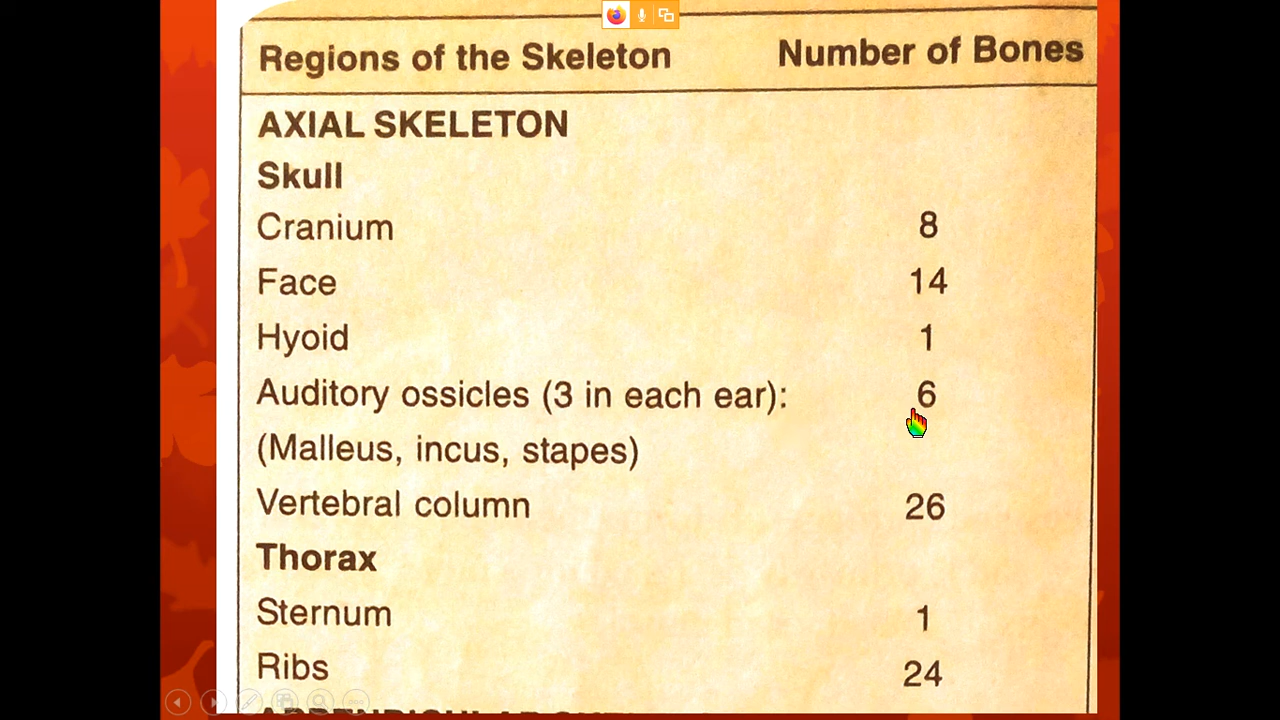 Regions of the Skeleton Number of Bones
AXIAL SKELETON
Skull
Cranium 8
Face 14
Hyoid 1
Auditory ossicles (3 in each ear): 6
(Malleus, incus, stapes)
Vertebral column 26
Thorax
Sternum 1
Ribs 24